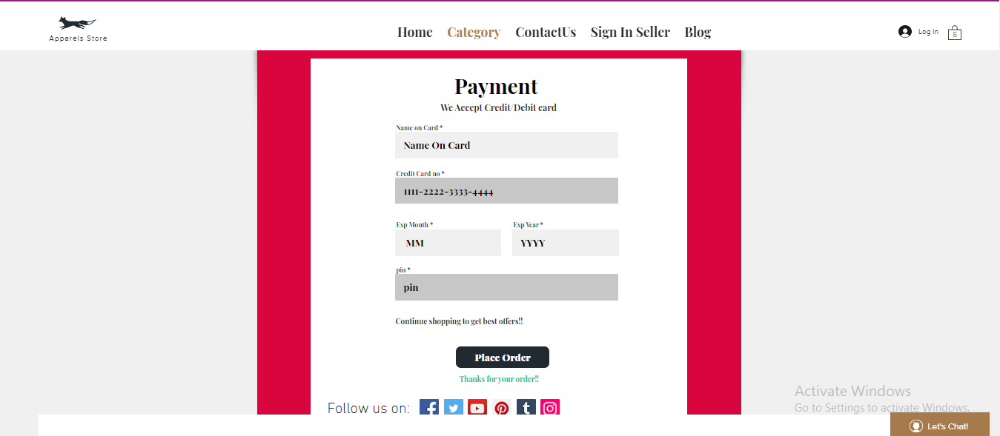 Apparels Store
Home Category ContactUs Sign In Seller Blog
Log In
5
Payment
We Accept Credit/Debit card
Name on Card *
Name On Card
Credit Card no *
1111-2222-3333-4444
Exp Month * Exp Year *
MM YYYY
pin *
pin
Continue shopping to get best offers!!
Place Order
Thanks for your order!!
Follow us on:
Activate Windows
Go to Settings to activate Windows.
Let's Chat!